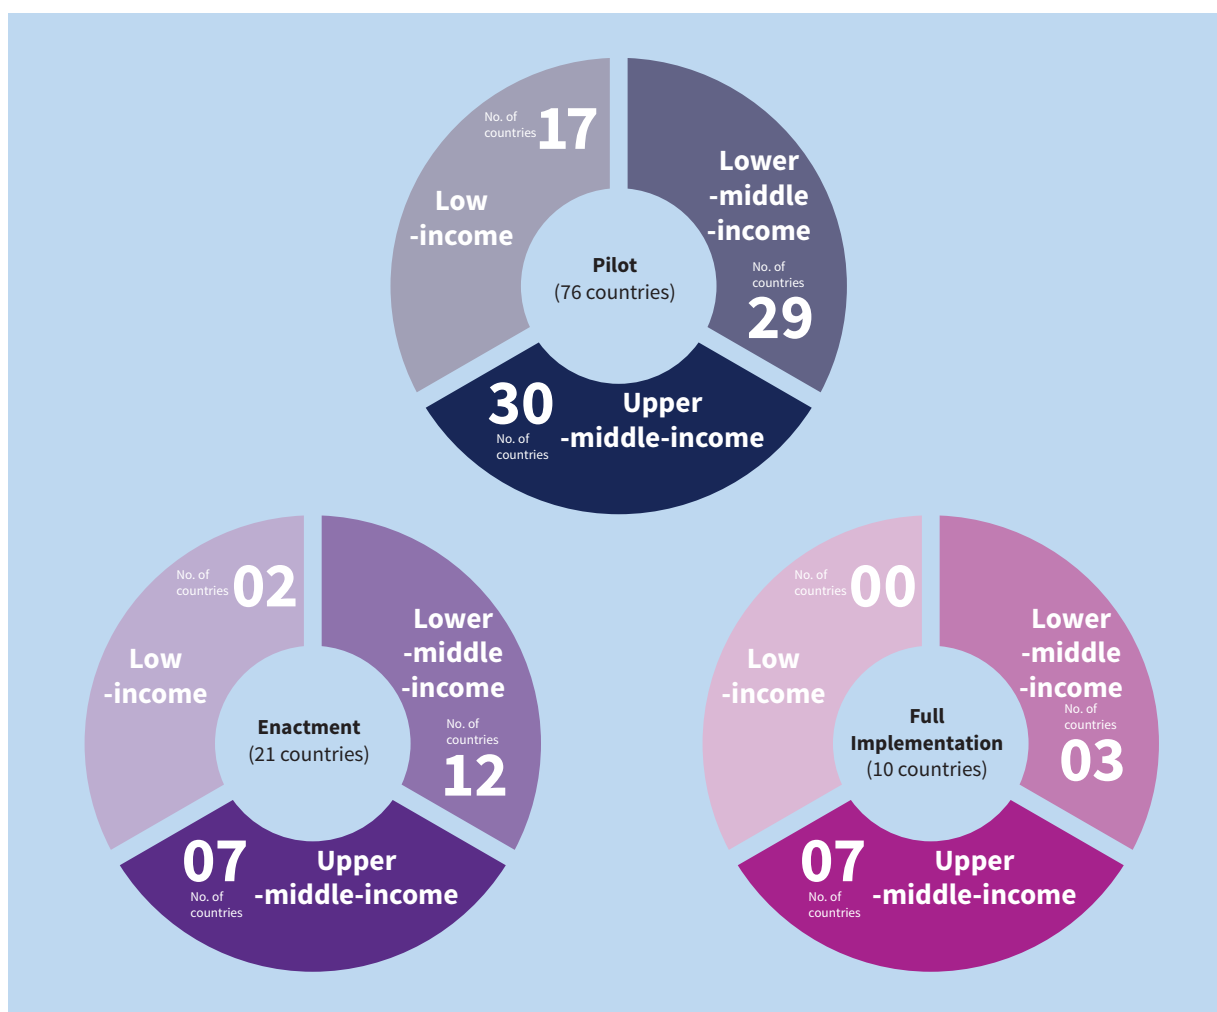 No. of
countries
17
Low
-income
Lower
-middle
-income
No. of
countries
29
Pilot
(76 countries)
30
No. of
countries
Upper
-middle-income
No. of
countries
02
Low
-income
Lower
-middle
-income
No. of
countries
12
Enactment
(21 countries)
07
No. of
countries
Upper
-middle-income
No. of
countries
00
Low
-income
Lower
-middle
-income
No. of
countries
03
Full
Implementation
(10 countries)
07
No. of
countries
Upper
-middle-income